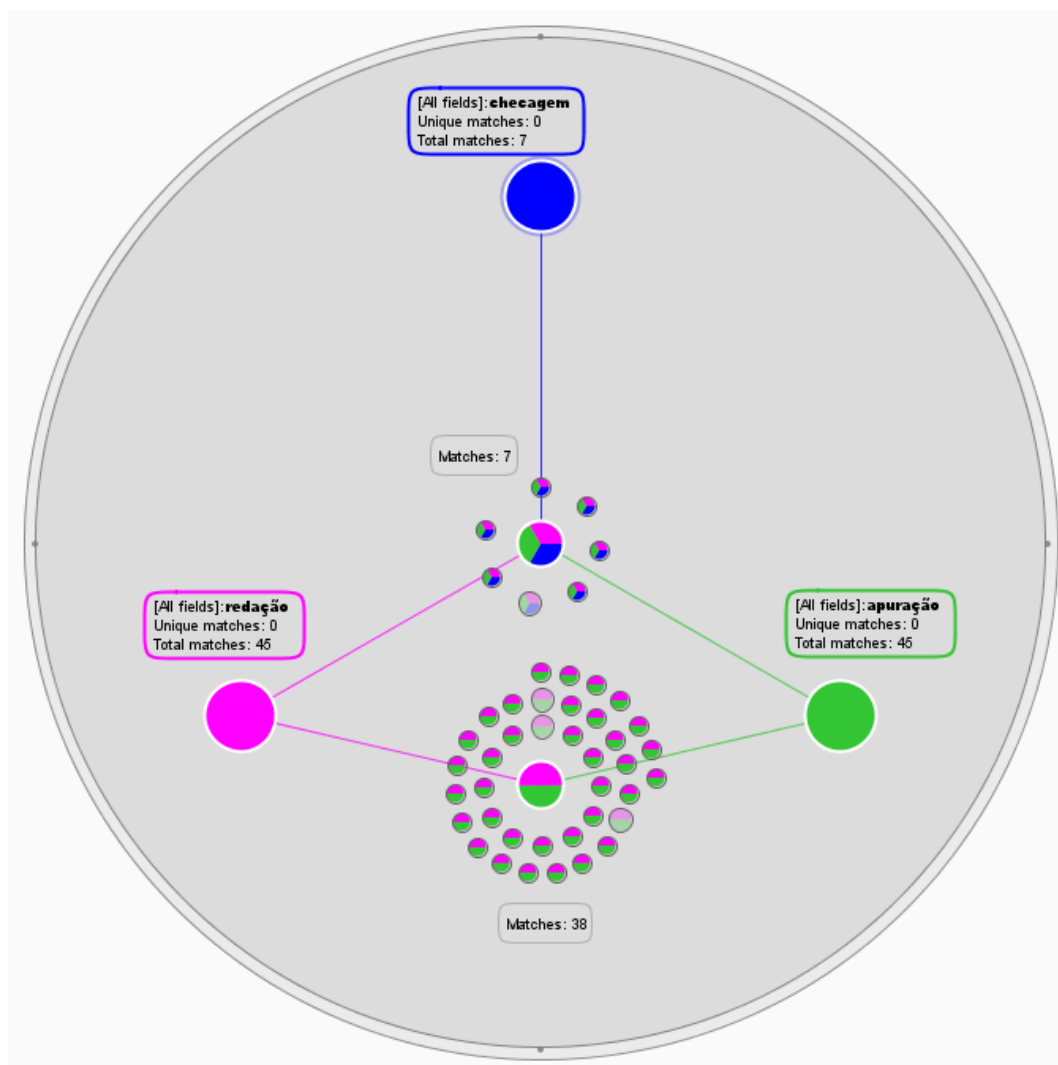 [All fields]:checagem
Unique matches: 0
Total matches: 7
Matches: 7
[All fields]:redação
Unique matches: 0
Total matches: 45
[All fields]:apuração
Unique matches: 0
Total matches: 45
Matches: 38